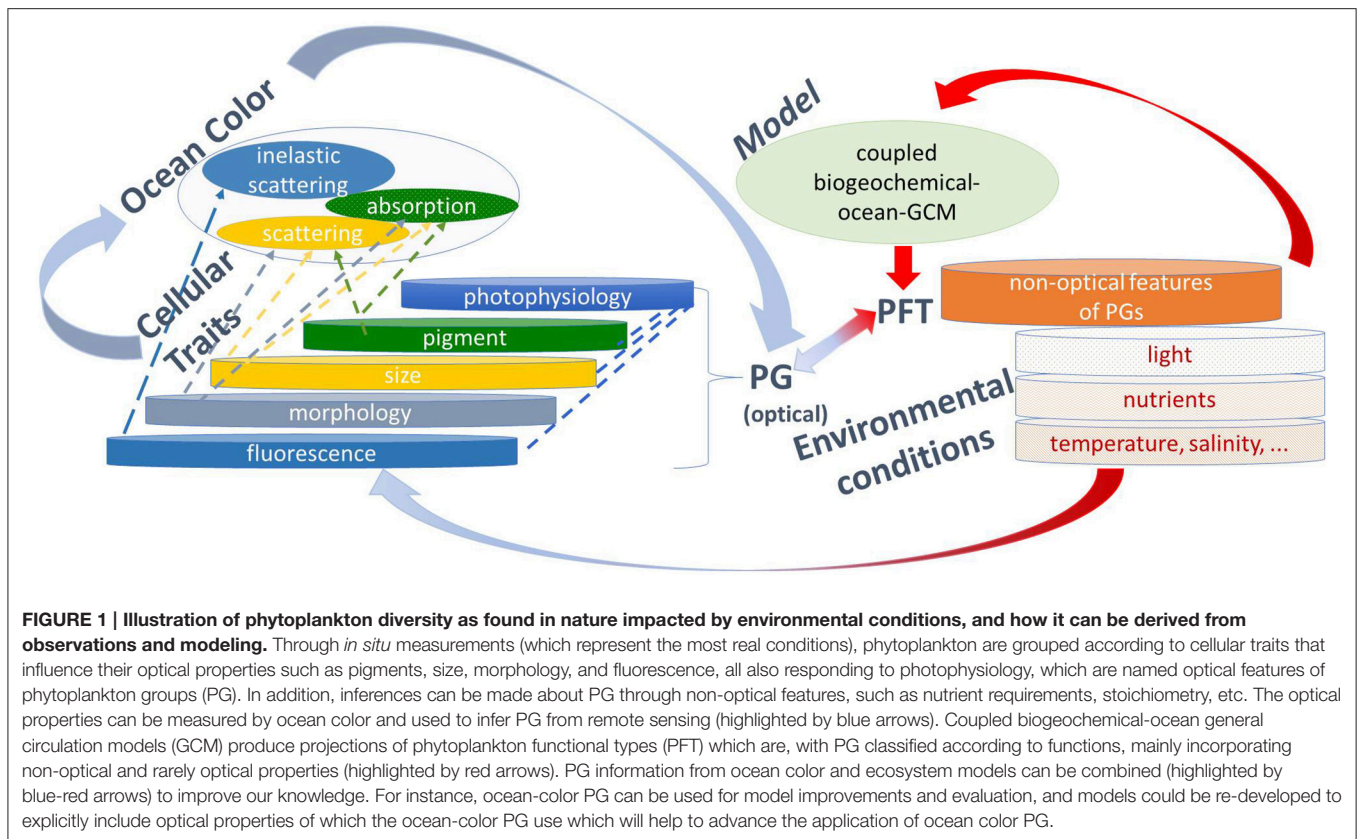 Ocean Color
inelastic
scattering
absorption
scattering
Cellular
Traits
photophysiology
pigment
size
morphology
fluorescence
PG
(optical)
Model
coupled
biogeochemical-
ocean-GCM
PFT
non-optical features
of PGs
light
nutrients
temperature, salinity, ...
Environmental
conditions
FIGURE 1 | Illustration of phytoplankton diversity as found in nature impacted by environmental conditions, and how it can be derived from
observations and modeling. Through in situ measurements (which represent the most real conditions), phytoplankton are grouped according to cellular traits that
influence their optical properties such as pigments, size, morphology, and fluorescence, all also responding to photophysiology, which are named optical features of
phytoplankton groups (PG). In addition, inferences can be made about PG through non-optical features, such as nutrient requirements, stoichiometry, etc. The optical
properties can be measured by ocean color and used to infer PG from remote sensing (highlighted by blue arrows). Coupled biogeochemical-ocean general
circulation models (GCM) produce projections of phytoplankton functional types (PFT) which are, with PG classified according to functions, mainly incorporating
non-optical and rarely optical properties (highlighted by red arrows). PG information from ocean color and ecosystem models can be combined (highlighted by
blue-red arrows) to improve our knowledge. For instance, ocean-color PG can be used for model improvements and evaluation, and models could be re-developed to
explicitly include optical properties of which the ocean-color PG use which will help to advance the application of ocean color PG.